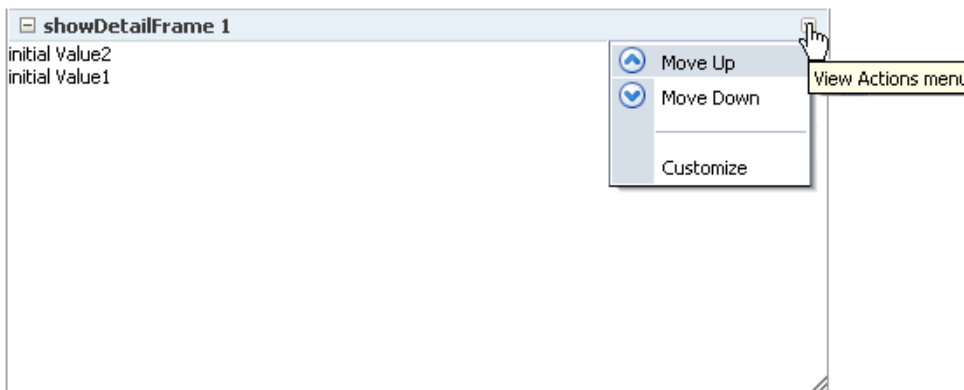 showDetailFrame 1
initial Value2
initial Value1
Move Up
Move Down
Customize
View Actions menu